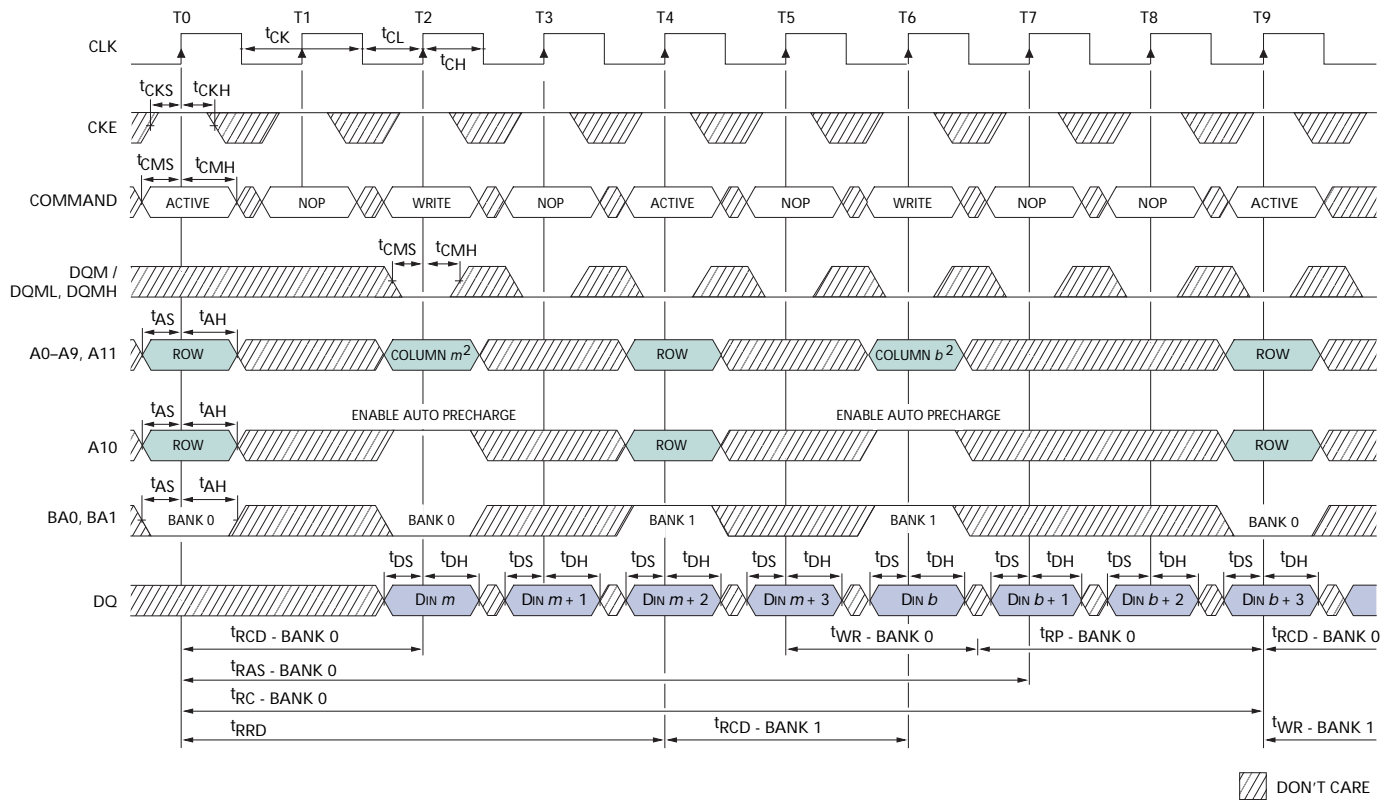 T0 T1 T2 T3 T4 T5 T6 T7 T8 T9
CLK
tCK tCL
tCH
tCKS tCKH
CKE
tCMS tCMH
COMMAND ACTIVE NOP WRITE NOP ACTIVE NOP WRITE NOP NOP ACTIVE
tCMS tCMH
DQM /
DQML, DQMH
tAS tAH
A0–A9, A11 ROW COLUMN m2 ROW COLUMN b2 ROW
tAS tAH ENABLE AUTO PRECHARGE ENABLE AUTO PRECHARGE
A10 ROW ROW ROW
tAS tAH
BA0, BA1 BANK 0 BANK 0 BANK 1 BANK 1 BANK 0
tDS tDH tDS tDH tDS tDH tDS tDH tDS tDH tDS tDH tDS tDH tDS tDH
DQ DIN m DIN m + 1 DIN m + 2 DIN m + 3 DIN b DIN b + 1 DIN b + 2 DIN b + 3
tRCD - BANK 0 tWR - BANK 0 tRP - BANK 0 tRCD - BANK 0
tRAS - BANK 0
tRC - BANK 0
tRRD tRCD - BANK 1 tWR - BANK 1
DON'T CARE